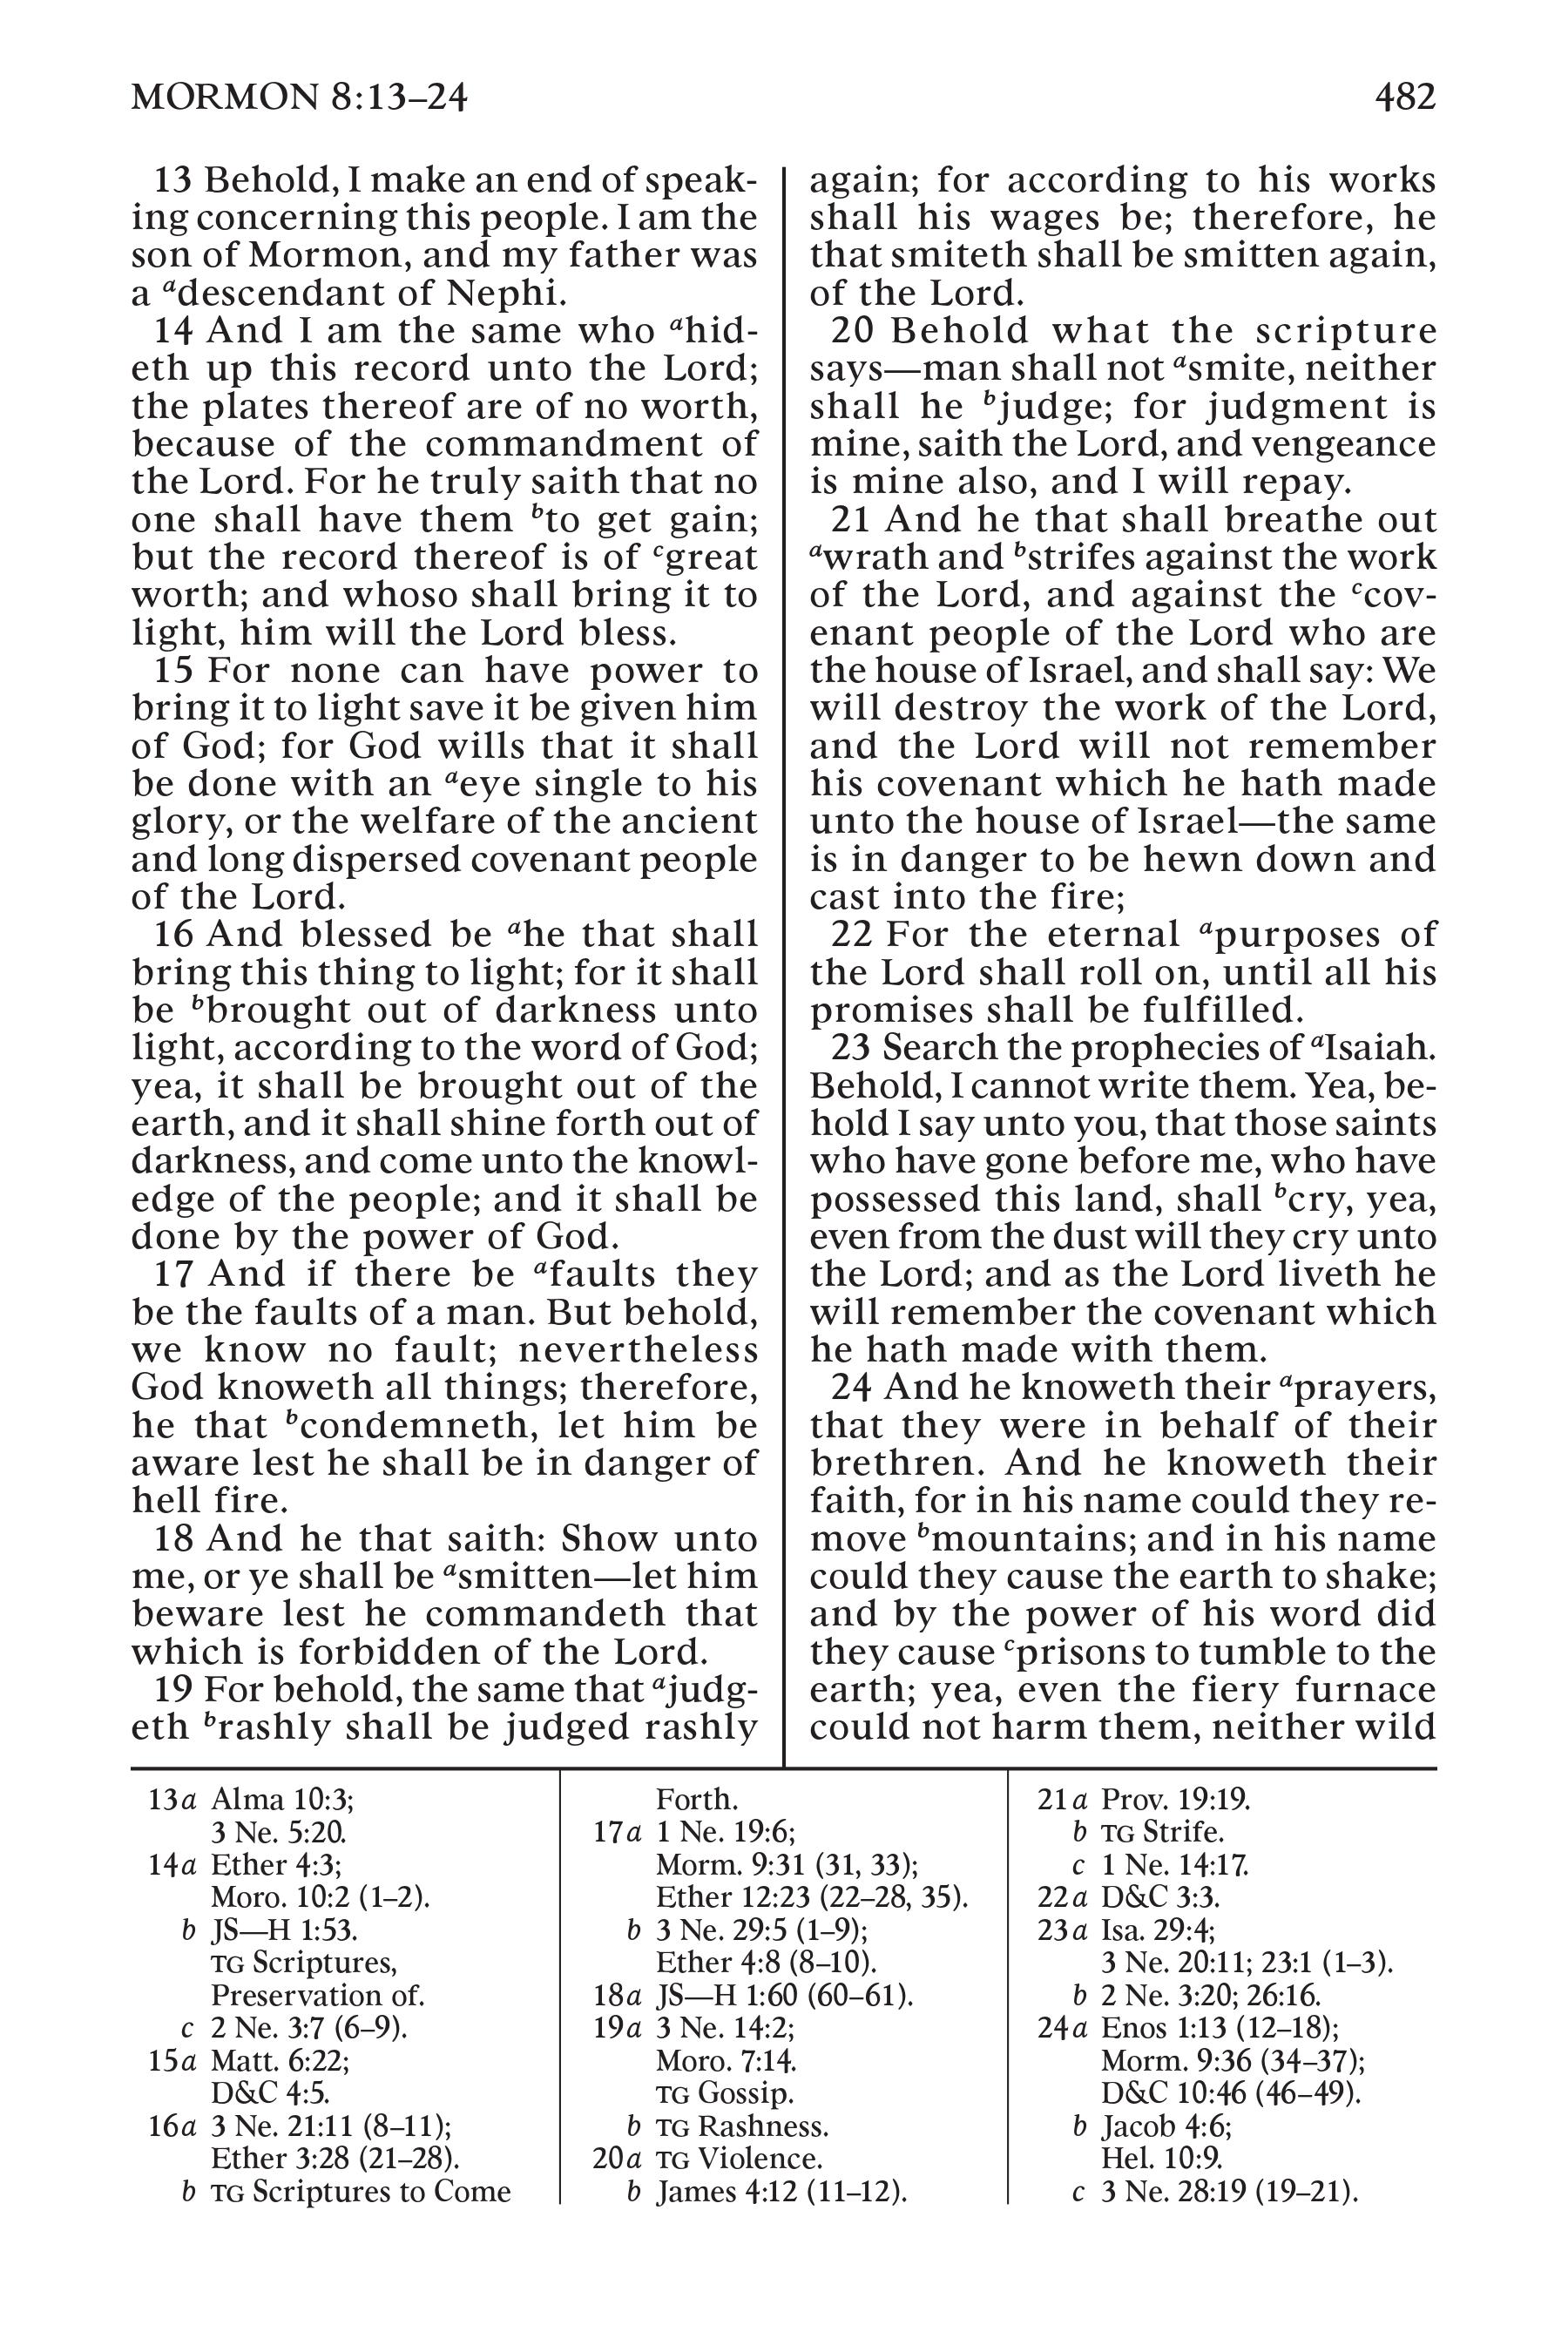 MORMON 8:13–24
482
13 Behold, I make an end of speak-
ing concerning this people. I am the
son of Mormon, and my father was
a adescendant of Nephi.
14 And I am the same who ahid-
eth up this record unto the Lord;
the plates thereof are of no worth,
because of the commandment of
the Lord. For he truly saith that no
one shall have them bto get gain;
but the record thereof is of cgreat
worth; and whoso shall bring it to
light, him will the Lord bless.
15 For none can have power to
bring it to light save it be given him
of God; for God wills that it shall
be done with an aeye single to his
glory, or the welfare of the ancient
and long dispersed covenant people
of the Lord.
16 And blessed be ahe that shall
bring this thing to light; for it shall
be bbrought out of darkness unto
light, according to the word of God;
yea, it shall be brought out of the
earth, and it shall shine forth out of
darkness, and come unto the knowl-
edge of the people; and it shall be
done by the power of God.
17 And if there be afaults they
be the faults of a man. But behold,
we know no fault; nevertheless
God knoweth all things; therefore,
he that bcondemneth, let him be
aware lest he shall be in danger of
hell fire.
18 And he that saith: Show unto
me, or ye shall be asmitten—let him
beware lest he commandeth that
which is forbidden of the Lord.
19 For behold, the same that ajudg-
eth brashly shall be judged rashly
again; for according to his works
shall his wages be; therefore, he
that smiteth shall be smitten again,
of the Lord.
20 Behold what the scripture
says—man shall not asmite, neither
shall he bjudge; for judgment is
mine, saith the Lord, and vengeance
is mine also, and I will repay.
21 And he that shall breathe out
awrath and bstrifes against the work
of the Lord, and against the ccov-
enant people of the Lord who are
the house of Israel, and shall say: We
will destroy the work of the Lord,
and the Lord will not remember
his covenant which he hath made
unto the house of Israel—the same
is in danger to be hewn down and
cast into the fire;
22 For the eternal apurposes of
the Lord shall roll on, until all his
promises shall be fulfilled.
23 Search the prophecies of aIsaiah.
Behold, I cannot write them. Yea, be-
hold I say unto you, that those saints
who have gone before me, who have
possessed this land, shall bcry, yea,
even from the dust will they cry unto
the Lord; and as the Lord liveth he
will remember the covenant which
he hath made with them.
24 And he knoweth their aprayers,
that they were in behalf of their
brethren. And he knoweth their
faith, for in his name could they re-
move bmountains; and in his name
could they cause the earth to shake;
and by the power of his word did
they cause cprisons to tumble to the
earth; yea, even the fiery furnace
could not harm them, neither wild
13a Alma 10:3;
3 Ne. 5:20.
14a Ether 4:3;
Moro. 10:2 (1–2).
b JS—H 1:53.
TG Scriptures,
Preservation of.
c 2 Ne. 3:7 (6–9).
15a Matt. 6:22;
D&C 4:5.
16a 3 Ne. 21:11 (8–11);
Ether 3:28 (21–28).
b TG Scriptures to Come
Forth.
17a 1 Ne. 19:6;
Morm. 9:31 (31, 33);
Ether 12:23 (22–28, 35).
b 3 Ne. 29:5 (1–9);
Ether 4:8 (8–10).
18a JS—H 1:60 (60–61).
19a 3 Ne. 14:2;
Moro. 7:14.
TG Gossip.
b TG Rashness.
20a TG Violence.
b James 4:12 (11–12).
21a Prov. 19:19.
b TG Strife.
c 1 Ne. 14:17.
22a D&C 3:3.
23a Isa. 29:4;
3 Ne. 20:11; 23:1 (1–3).
b 2 Ne. 3:20; 26:16.
24a Enos 1:13 (12–18);
Morm. 9:36 (34–37);
D&C 10:46 (46–49).
b Jacob 4:6;
Hel. 10:9.
c 3 Ne. 28:19 (19–21).